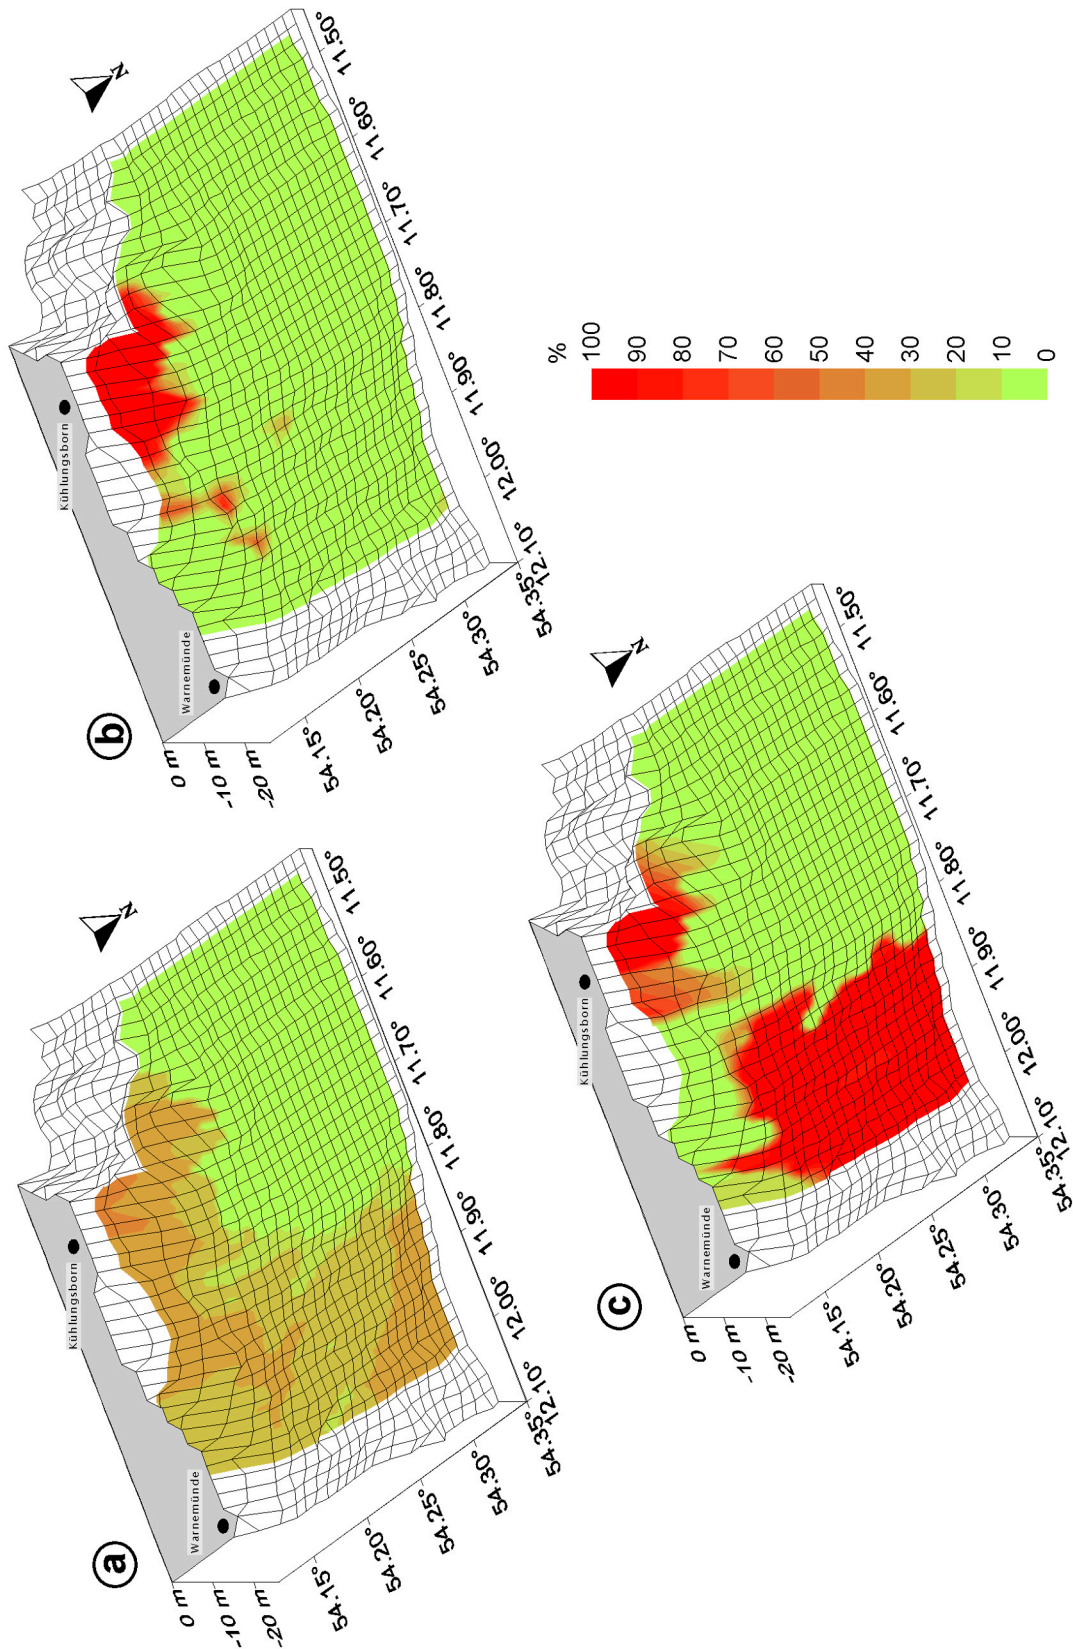 a
N
Kühlungsborn
Warnemünde
0 m
-10 m
-20 m
54.15°
54.20°
54.25°
54.30°
54.35°
12.10°
12.00°
11.90°
11.80°
11.70°
11.60°
11.50°
b
N
Kühlungsborn
Warnemünde
0 m
-10 m
-20 m
54.15°
54.20°
54.25°
54.30°
54.35°
12.10°
12.00°
11.90°
11.80°
11.70°
11.60°
11.50°
c
N
Kühlungsborn
Warnemünde
0 m
-10 m
-20 m
54.15°
54.20°
54.25°
54.30°
54.35°
12.10°
12.00°
11.90°
11.80°
11.70°
11.60°
11.50°
%
100
90
80
70
60
50
40
30
20
10
0